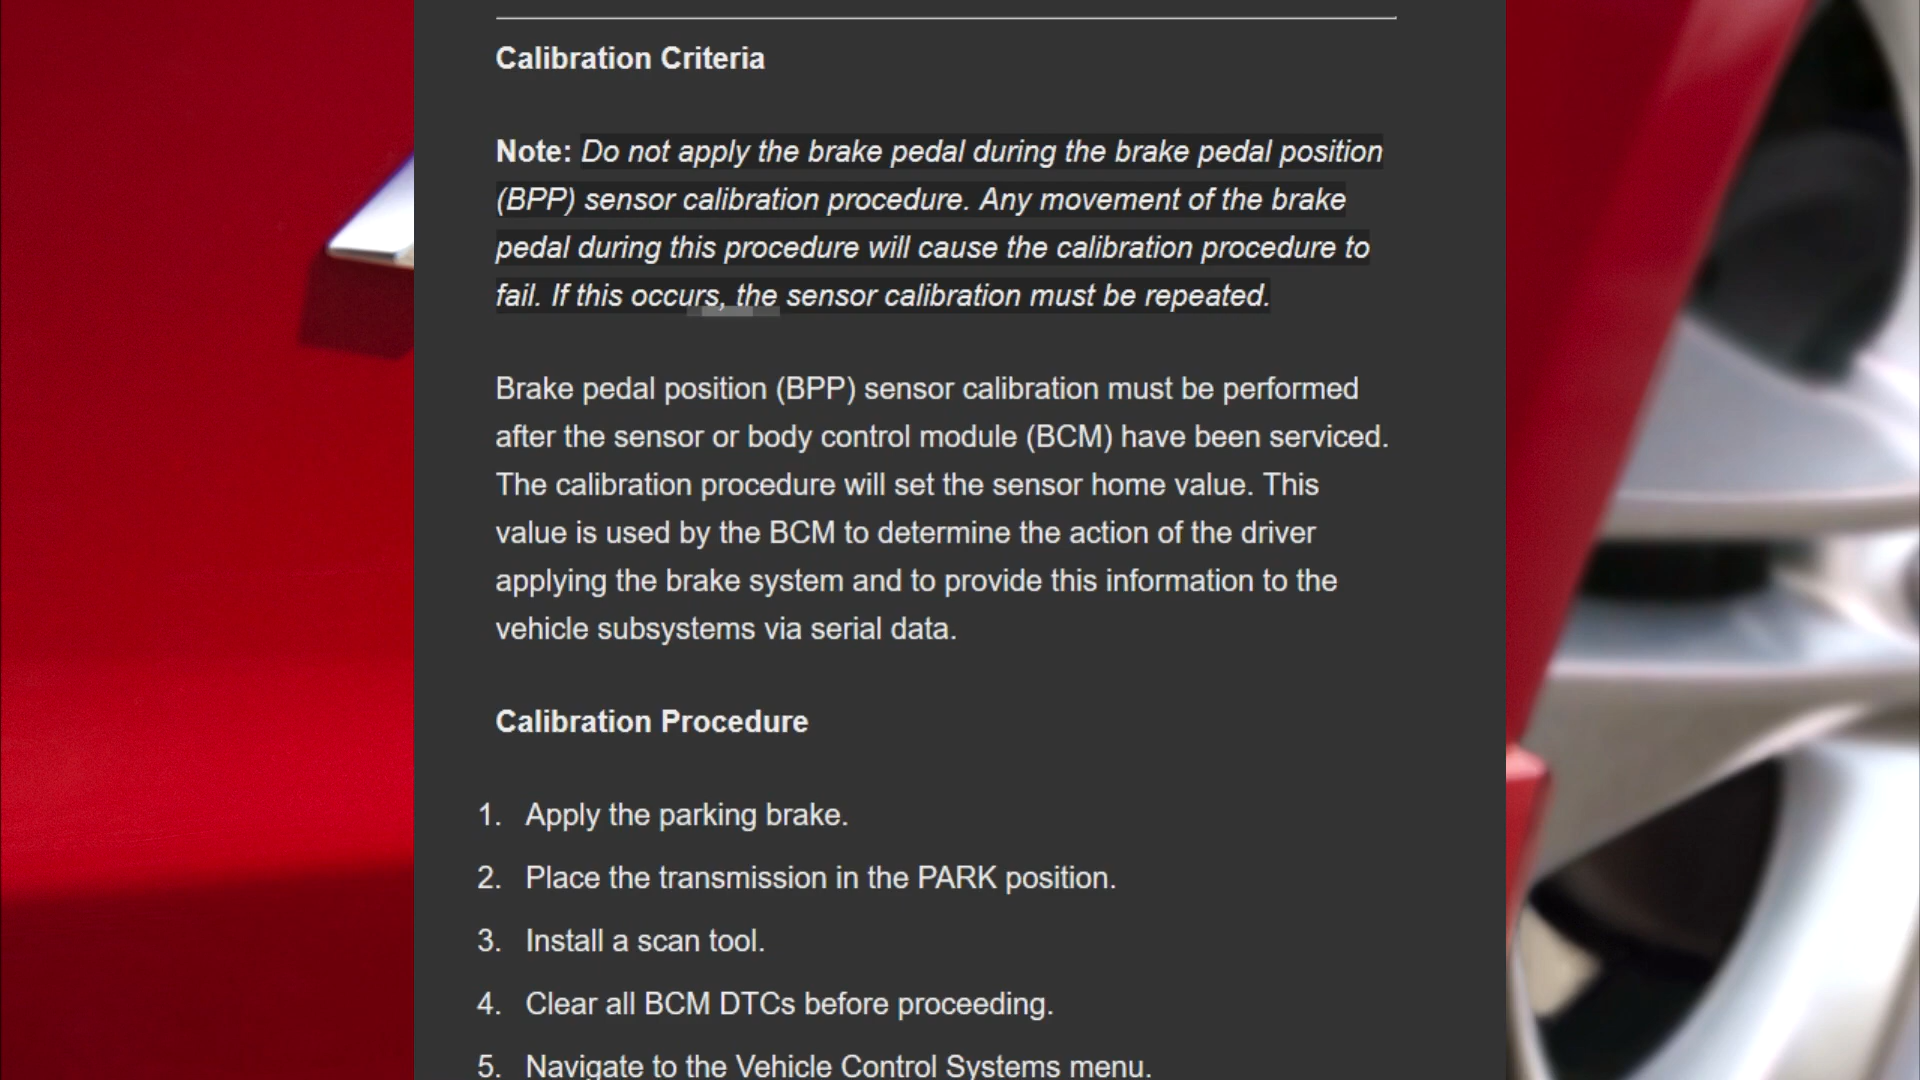 Calibration Criteria
Note: Do not apply the brake pedal during the brake pedal position
(BPP) sensor calibration procedure. Any movement of the brake
pedal during this procedure will cause the calibration procedure to
fail. If this occurs, the sensor calibration must be repeated.
Brake pedal position (BPP) sensor calibration must be performed
after the sensor or body control module (BCM) have been serviced.
The calibration procedure will set the sensor home value. This
value is used by the BCM to determine the action of the driver
applying the brake system and to provide this information to the
vehicle subsystems via serial data.
Calibration Procedure
1. Apply the parking brake.
2. Place the transmission in the PARK position.
3. Install a scan tool.
4. Clear all BCM DTCs before proceeding.
5. Navigate to the Vehicle Control Systems menu.